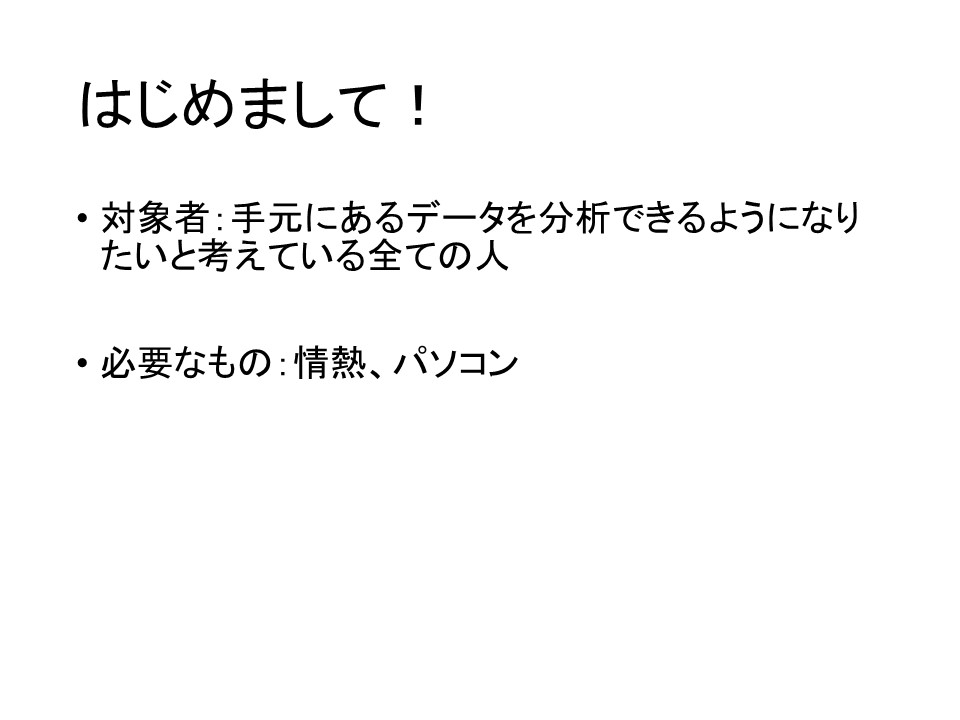 はじめまして！
• 対象者：手元にあるデータを分析できるようになり
たいと考えている全ての人
• 必要なもの：情熱、パソコン